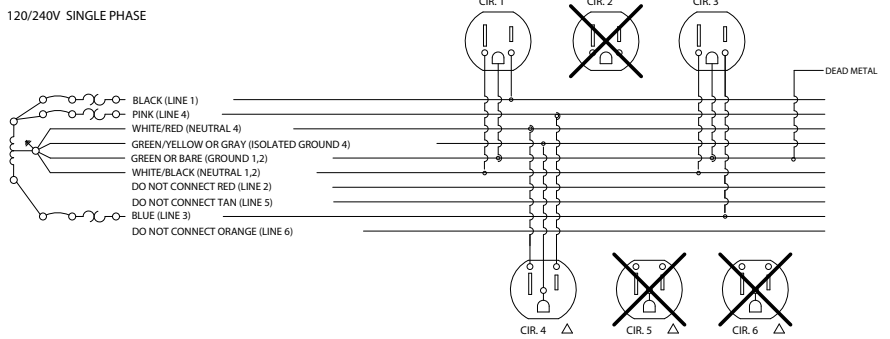 CIR. 1
CIR. 2
CIR. 3
120/240V SINGLE PHASE
DEAD METAL
BLACK (LINE 1)
PINK (LINE 4)
WHITE/RED (NEUTRAL 4)
GREEN/YELLOW OR GRAY (ISOLATED GROUND 4)
GREEN OR BARE (GROUND 1,2)
WHITE/BLACK (NEUTRAL 1,2)
DO NOT CONNECT RED (LINE 2)
DO NOT CONNECT TAN (LINE 5)
BLUE (LINE 3)
DO NOT CONNECT ORANGE (LINE 6)
CIR. 4
CIR. 5
CIR. 6